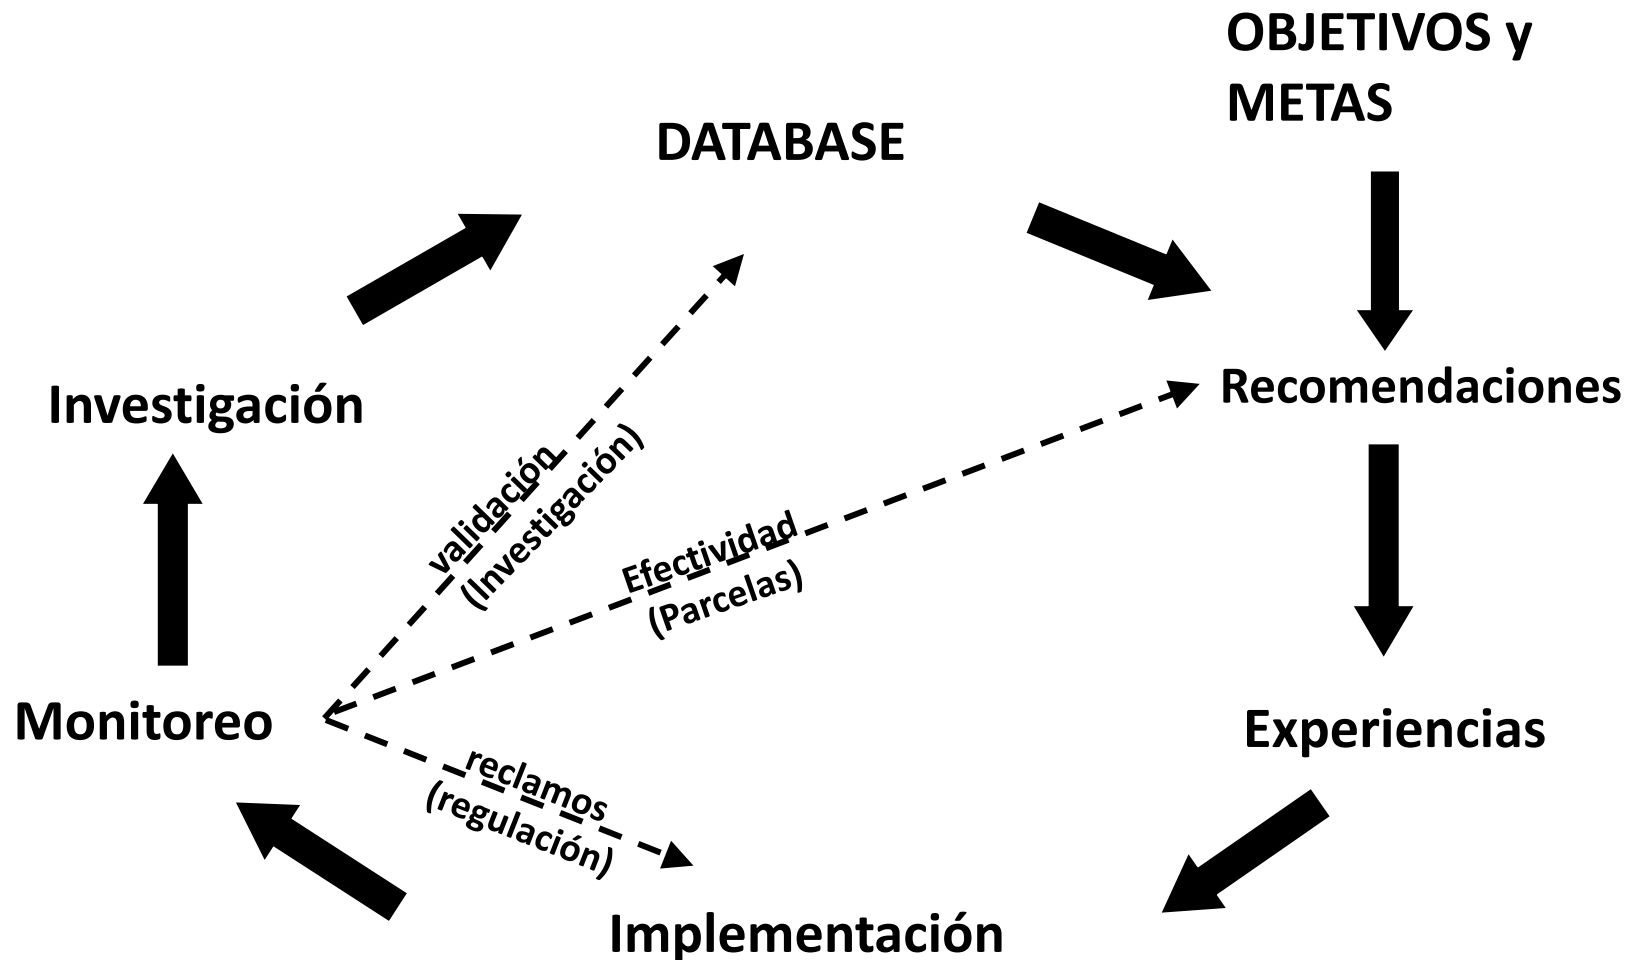 OBJETIVOS y
METAS
DATABASE
Investigación
Recomendaciones
validación
(Investigación)
Efectividad
(Parcelas)
Monitoreo
Experiencias
reclamos
(regulación)
Implementación